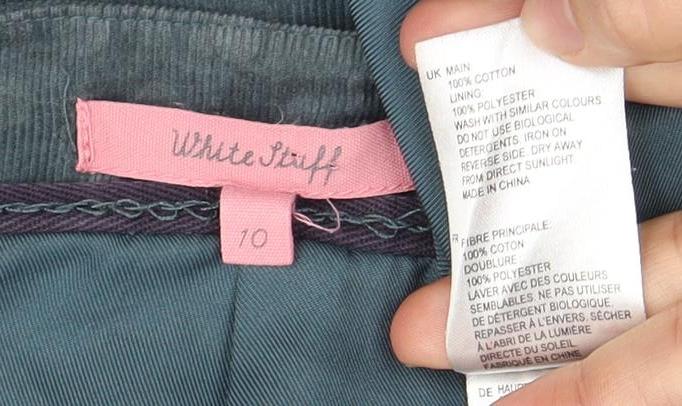 White Stuff
10
UK MAIN
100% COTTON
LINING:
100% POLYESTER
WASH WITH SIMILAR COLOURS
DO NOT USE BIOLOGICAL
DETERGENTS. IRON ON
REVERSE SIDE. DRY AWAY
FROM DIRECT SUNLIGHT
MADE IN CHINA
FR FIBRE PRINCIPALE:
100% COTON
DOUBLURE
100% POLYESTER
LAVER AVEC DES COULEURS
SEMBLABLES. NE PAS UTILISER
DE DÉTERGENT BIOLOGIQUE,
REPASSER À L'ENVERS, SÉCHER
À L'ABRI DE LA LUMIÈRE
DIRECTE DU SOLEIL.
FABRIQUÉ EN CHINE
DE